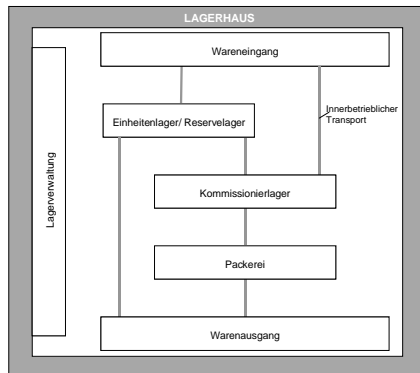 LAGERHAUS
Wareneingang
Innerbetrieblicher
Transport
Einheitenlager/ Reservelager
Lagerverwaltung
Kommissionierlager
Packerei
Warenausgang